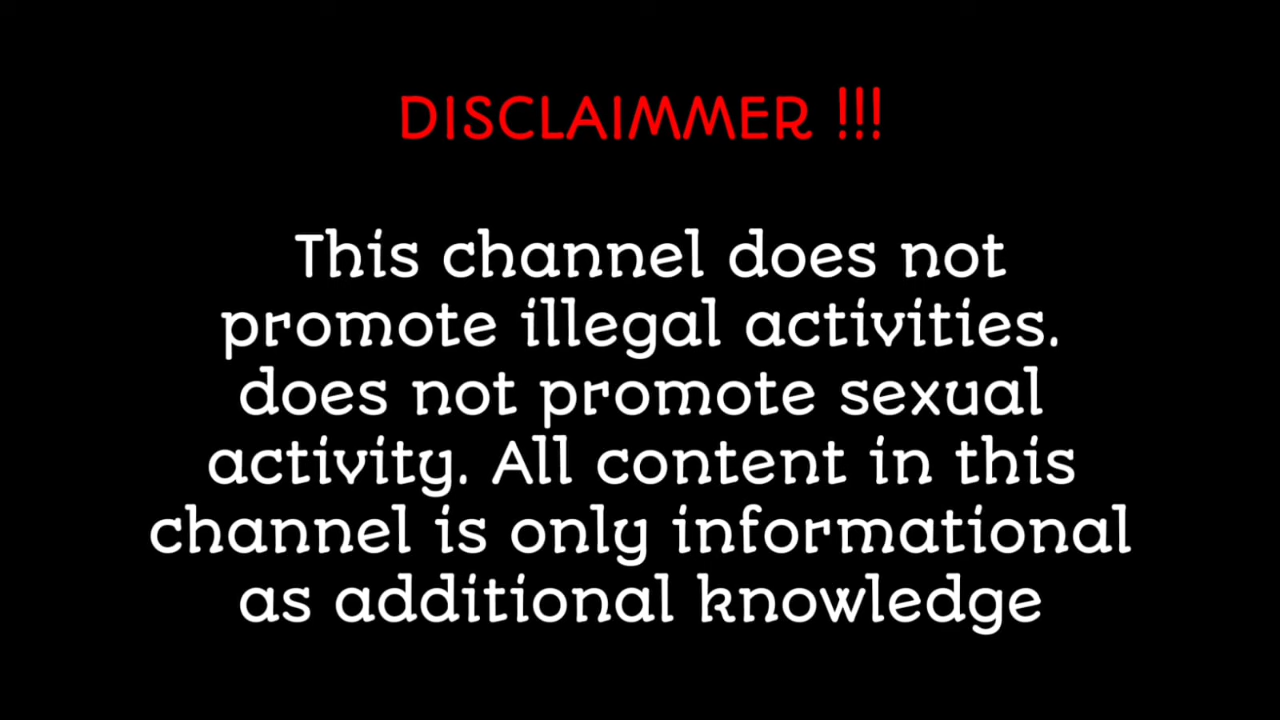 DISCLAIMMER !!!
This channel does not
promote illegal activities.
does not promote sexual
activity. All content in this
channel is only informational
as additional knowledge